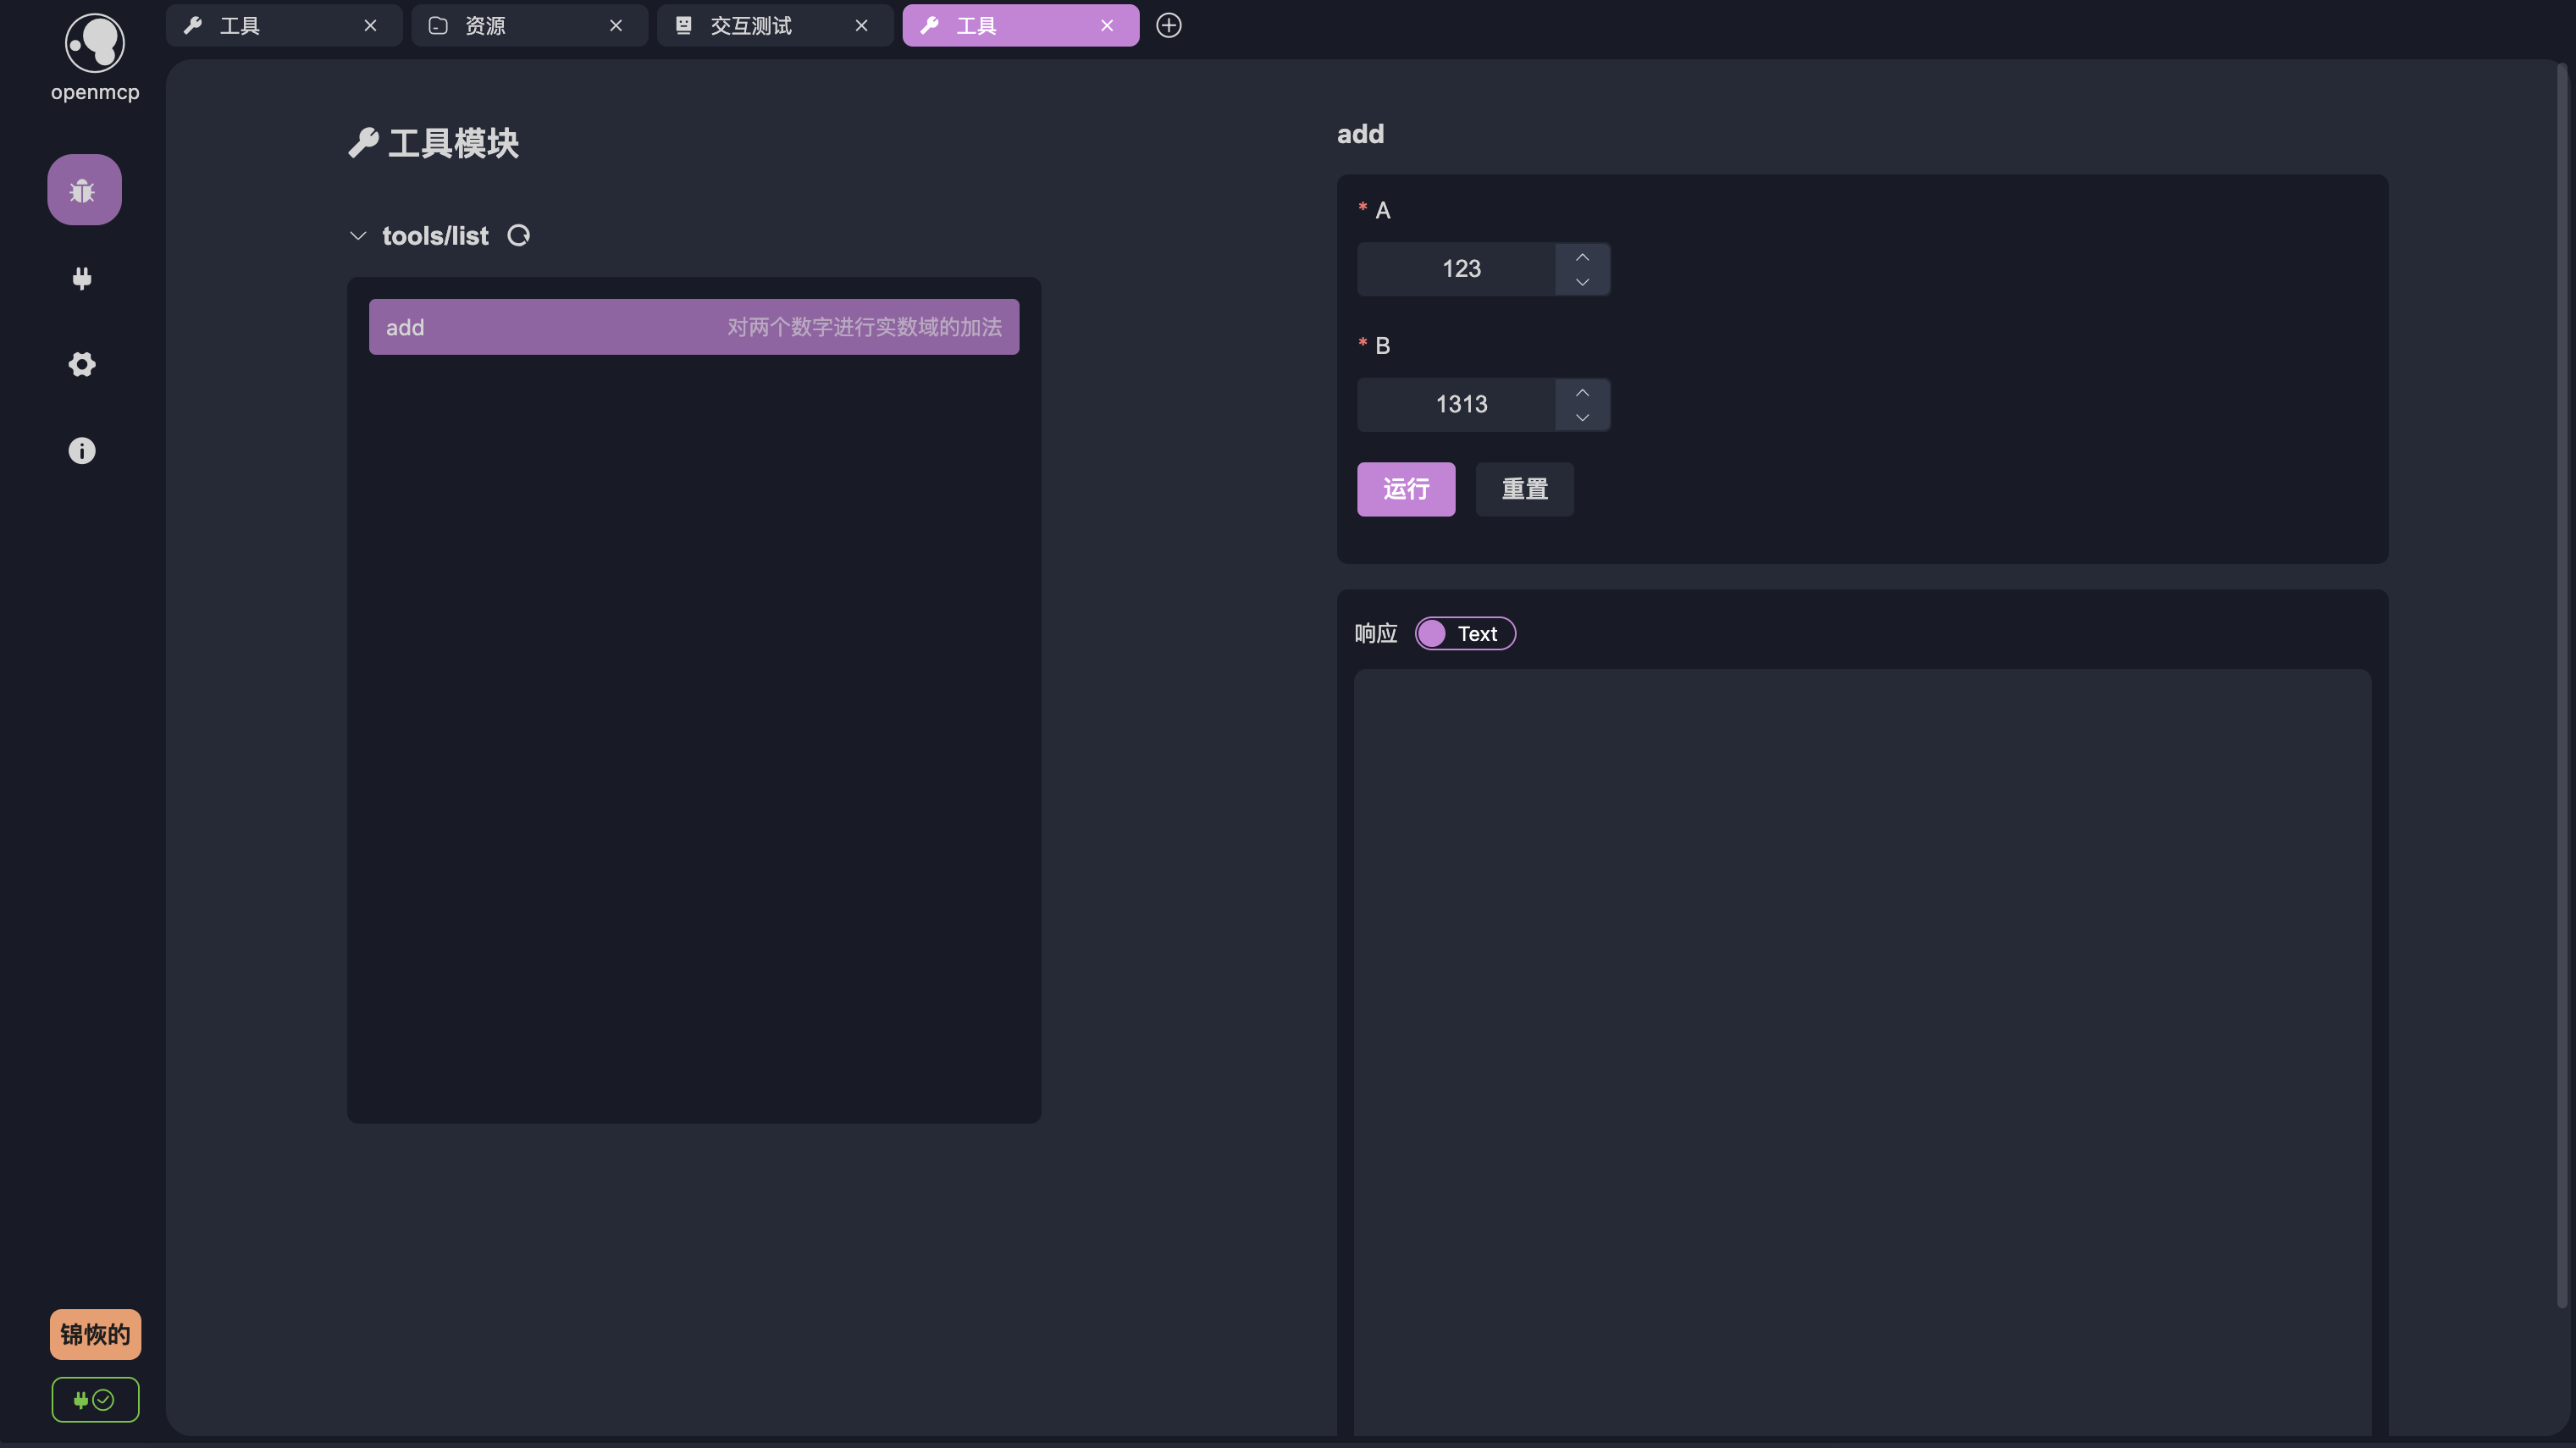 openmcp
工具
资源
交互测试
工具
工具模块
tools/list
add
对两个数字进行实数域的加法
add
* A
123
* B
1313
运行
重置
响应
Text
锦恢的